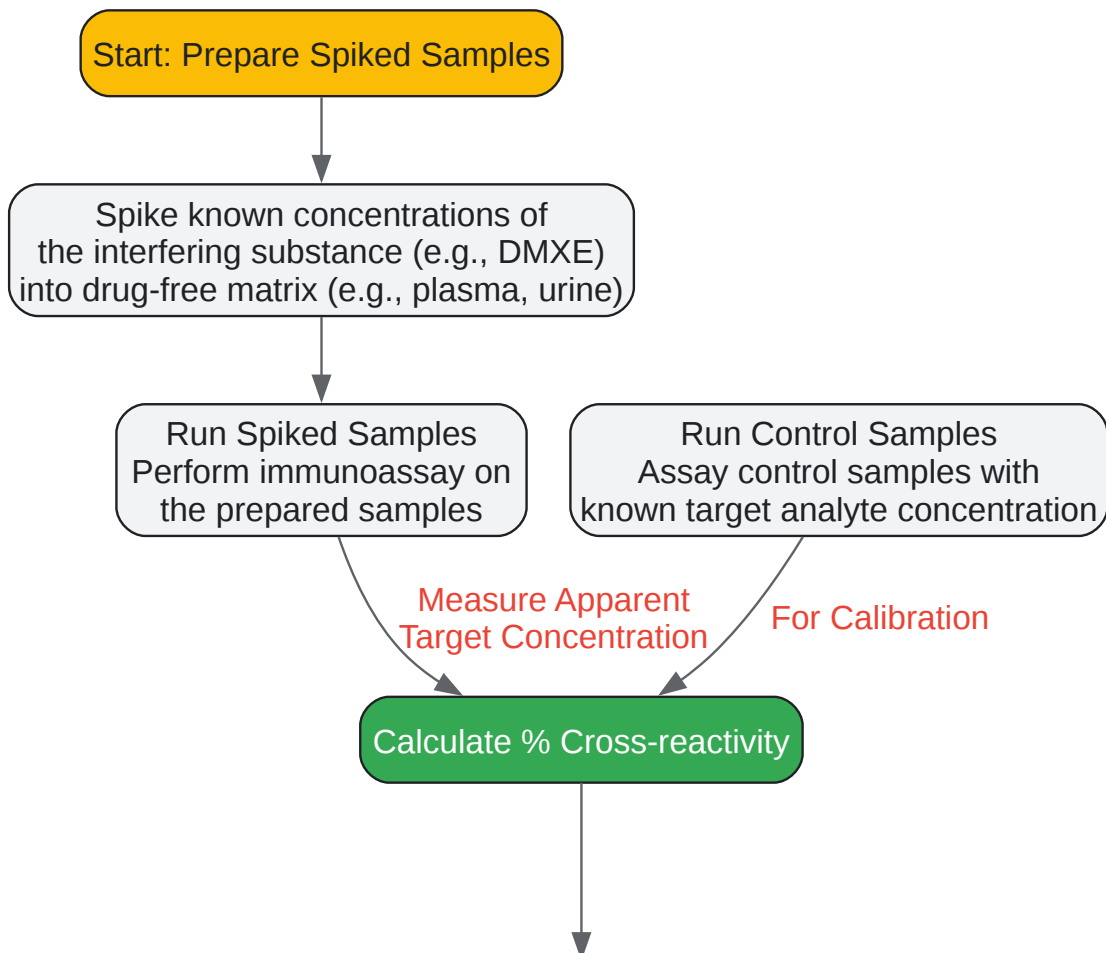 Start: Prepare Spiked Samples
Spike known concentrations of
the interfering substance (e.g., DMXE)
into drug-free matrix (e.g., plasma, urine)
Run Spiked Samples
Perform immunoassay on
the prepared samples
Run Control Samples
Assay control samples with
known target analyte concentration
Measure Apparent
Target Concentration
For Calibration
Calculate % Cross-reactivity